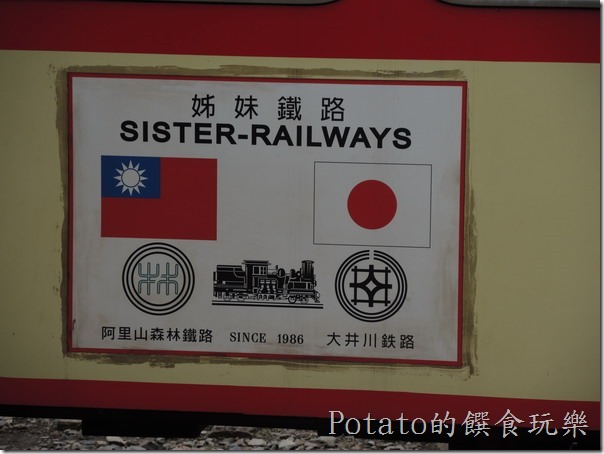 姊妹鐵路
SISTER-RAILWAYS
林
阿里山森林鐵路 SINCE 1986 大井川鉄路
Potato的饌食玩樂